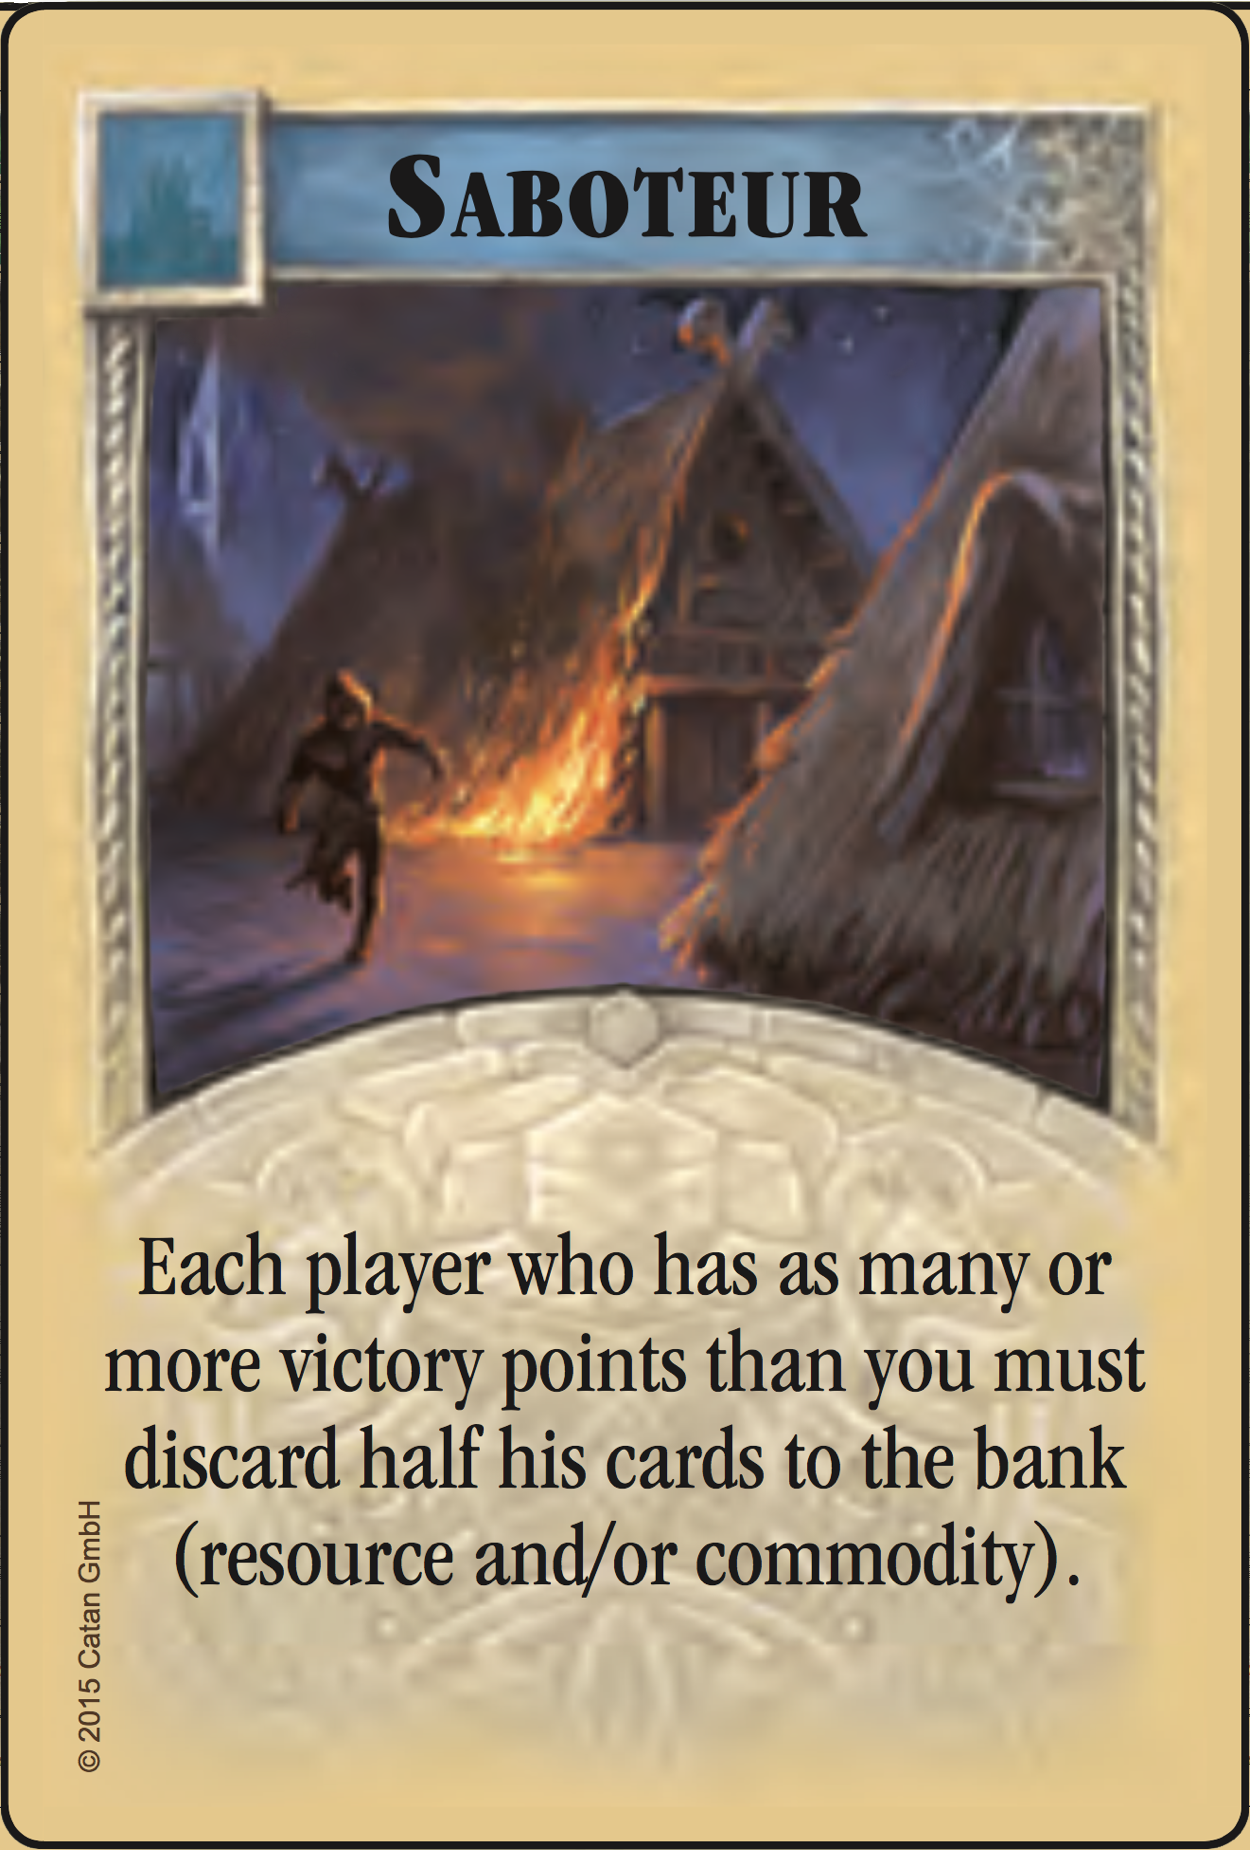 SABOTEUR
Each player who has as many or
more victory points than you must
discard half his cards to the bank
(resource and/or commodity).
© 2015 Catan GmbH